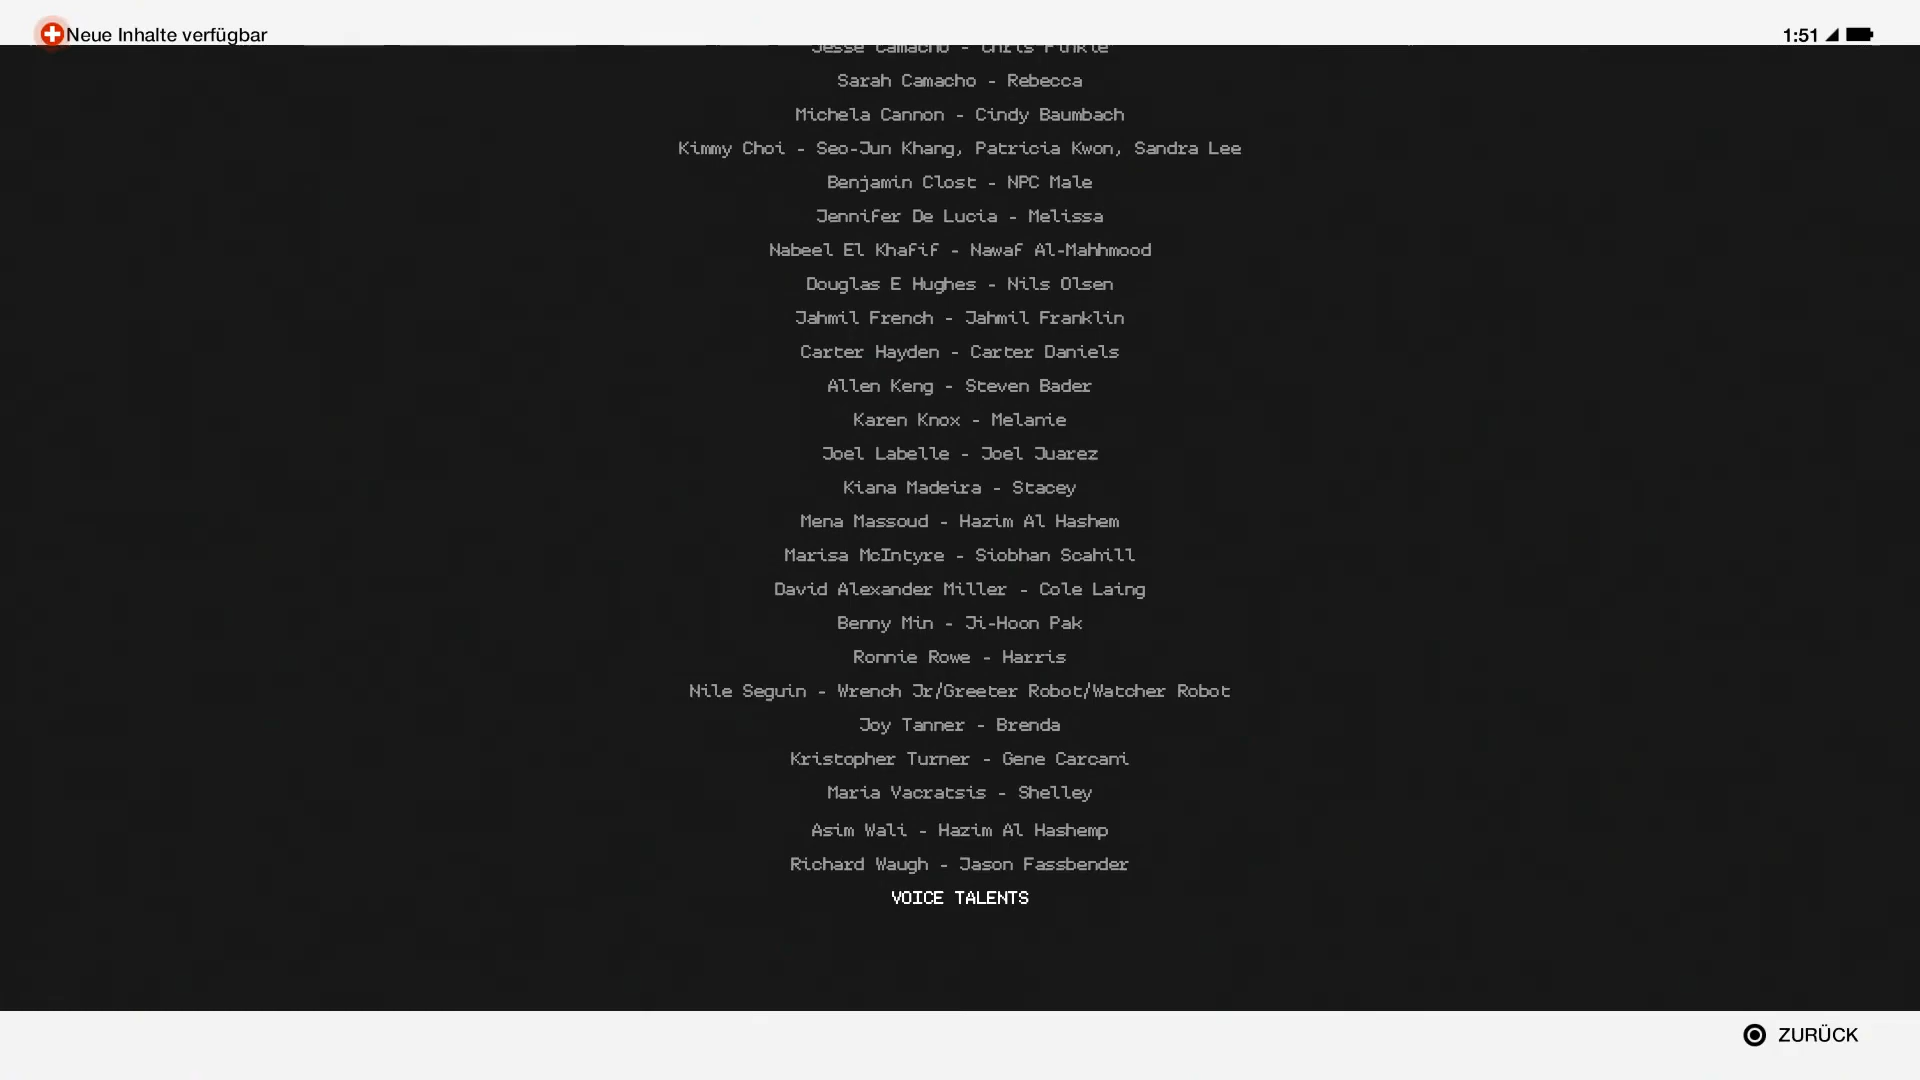 Neue Inhalte verfügbar
1:51
Jesse Camacho - Chris Finkle
Sarah Camacho - Rebecca
Michela Cannon - Cindy Baumbach
Kimmy Choi - Seo-Jun Khang, Patricia Kwon, Sandra Lee
Benjamin Clost - NPC Male
Jennifer De Lucia - Melissa
Nabeel El Khafif - Nawaf Al-Mahhmood
Douglas E Hughes - Nils Olsen
Jahmil French - Jahmil Franklin
Carter Hayden - Carter Daniels
Allen Keng - Steven Bader
Karen Knox - Melanie
Joel Labelle - Joel Juarez
Kiana Madeira - Stacey
Mena Massoud - Hazim Al Hashem
Marisa McIntyre - Siobhan Scahill
David Alexander Miller - Cole Laing
Benny Min - Ji-Hoon Pak
Ronnie Rowe - Harris
Nile Seguin - Wrench Jr/Greeter Robot/Watcher Robot
Joy Tanner - Brenda
Kristopher Turner - Gene Carcani
Maria Vacratsis - Shelley
Asim Wali - Hazim Al Hashemp
Richard Waugh - Jason Fassbender
VOICE TALENTS
ZURÜCK